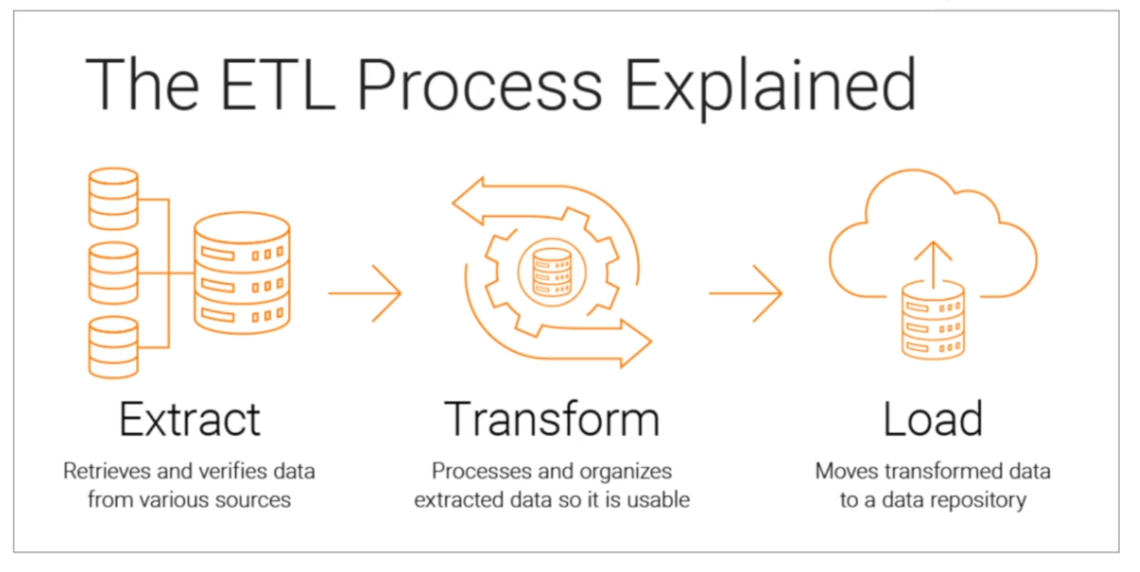 The ETL Process Explained
Extract
Retrieves and verifies data
from various sources
Transform
Processes and organizes
extracted data so it is usable
Load
Moves transformed data
to a data repository